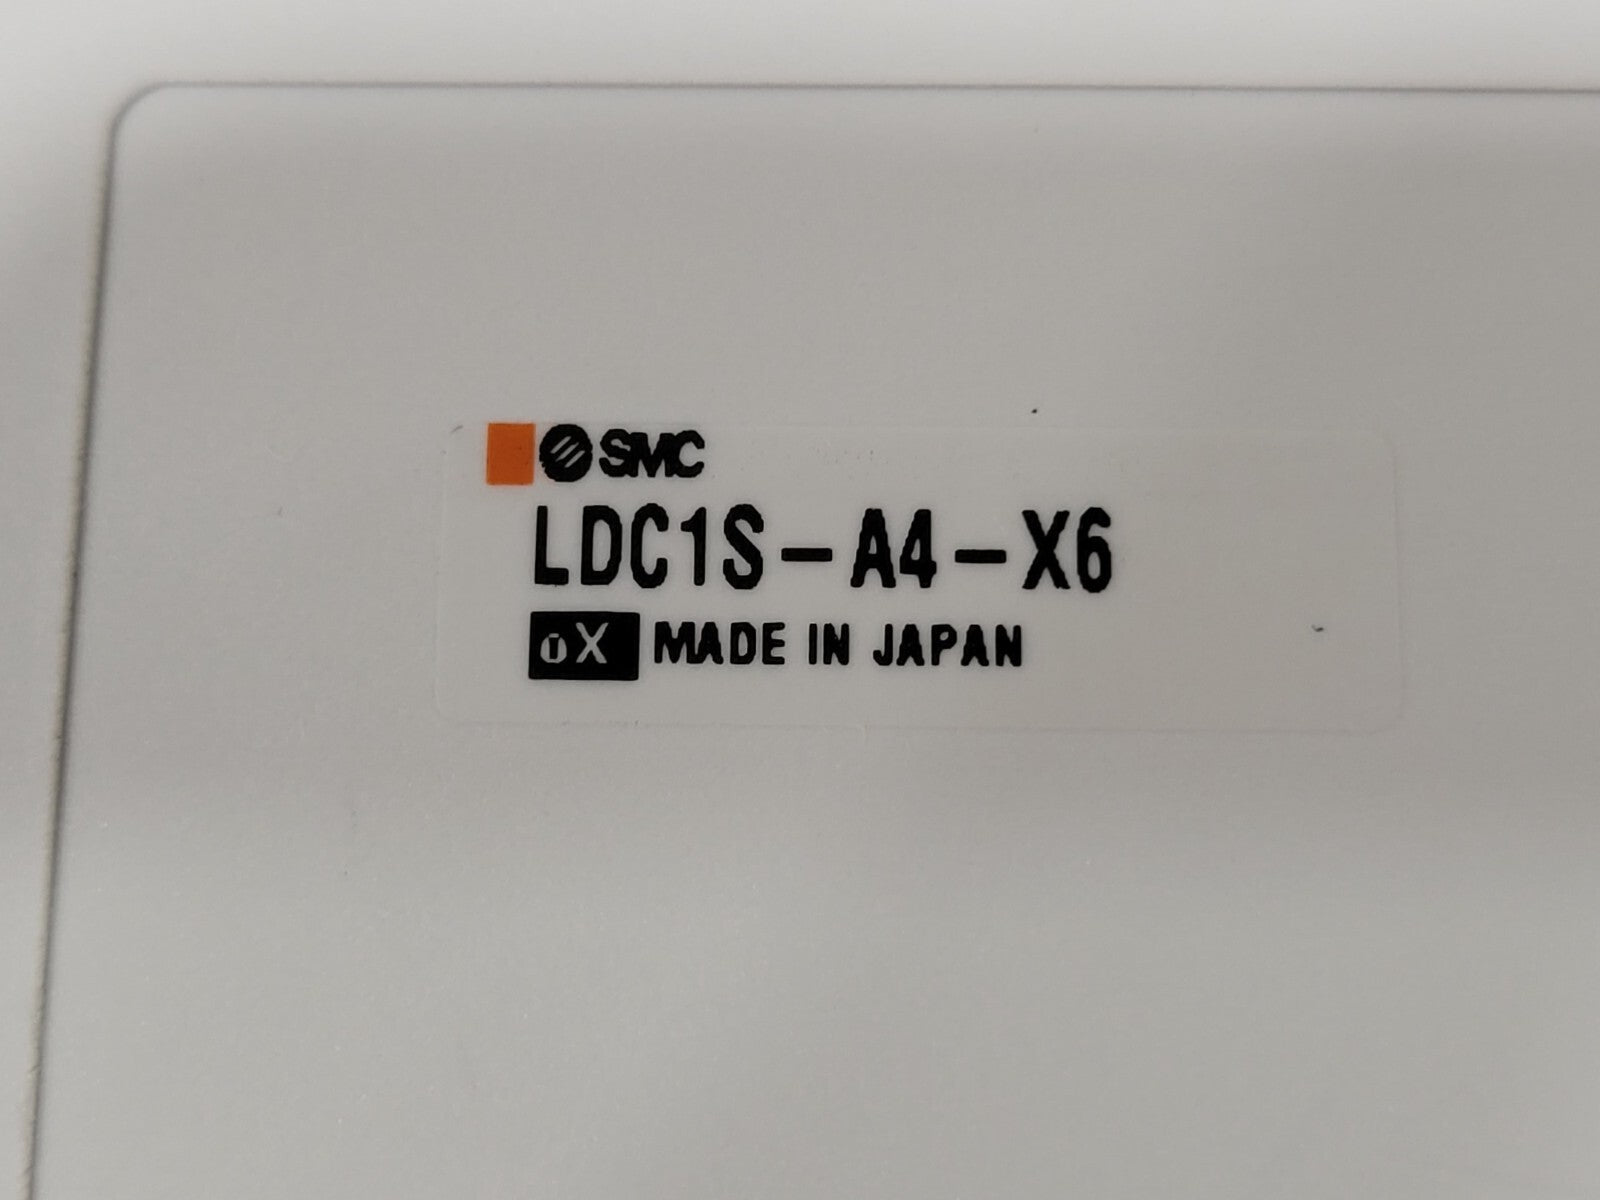 SMC
LDC1S-A4-X6
X MADE IN JAPAN